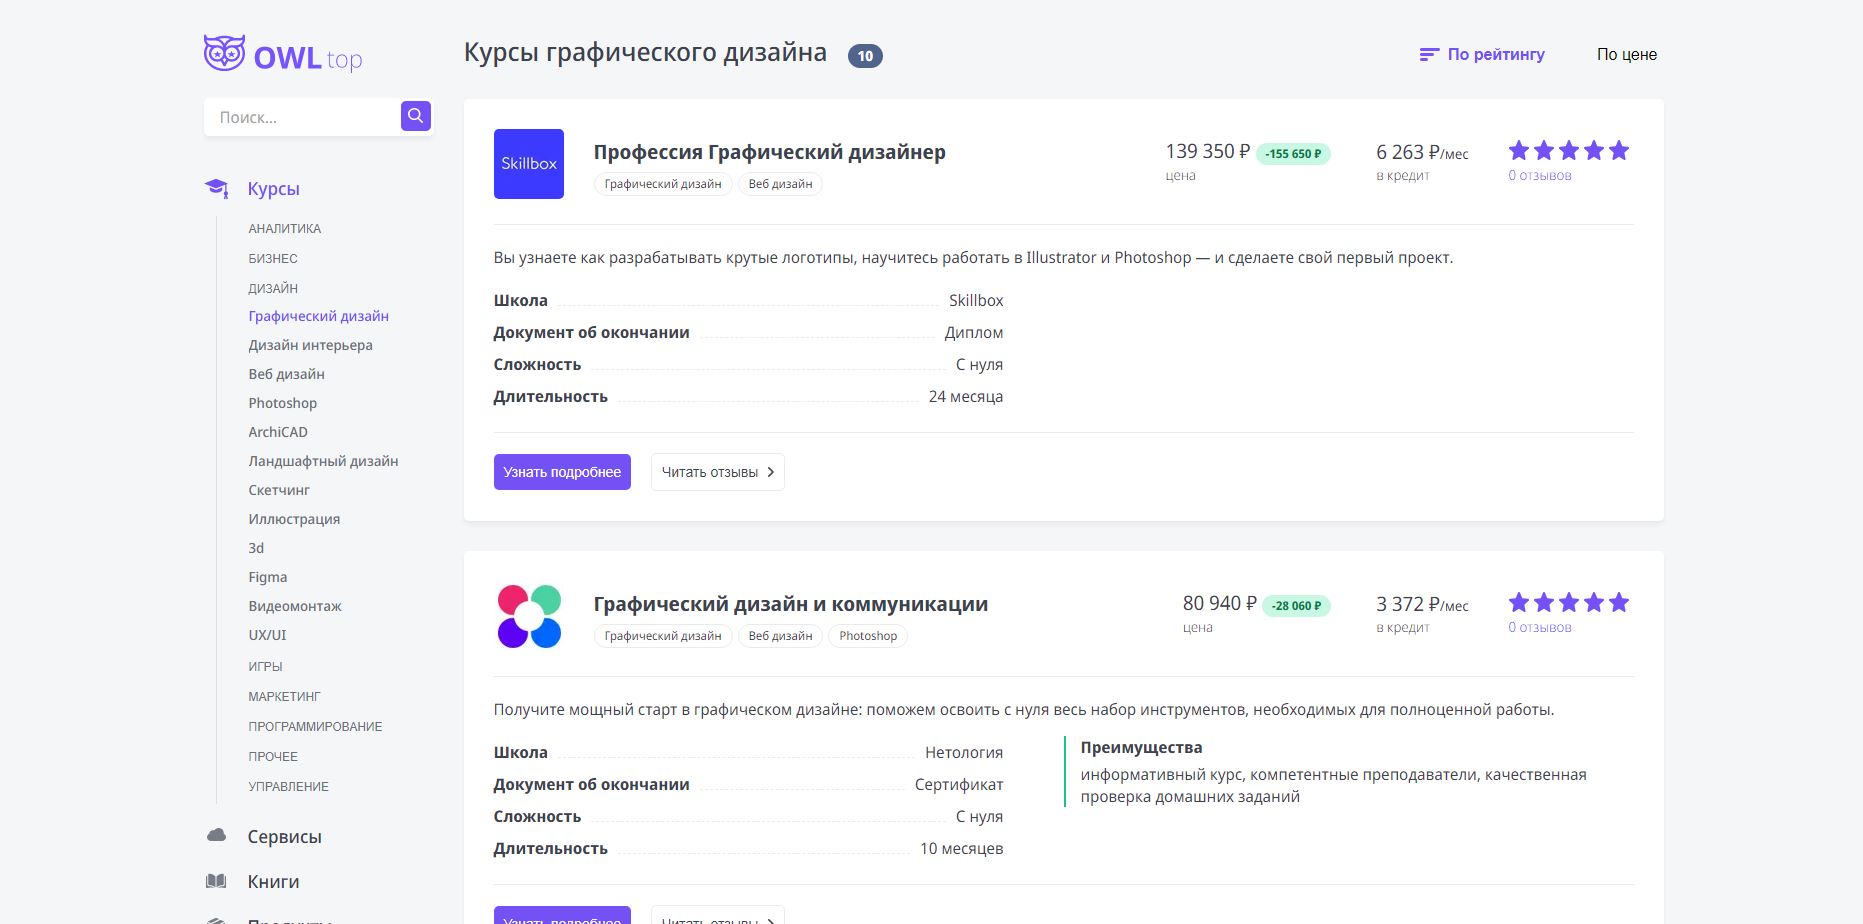 OWL top
Поиск...
Курсы
АНАЛИТИКА
БИЗНЕС
ДИЗАЙН
Графический дизайн
Дизайн интерьера
Веб дизайн
Photoshop
ArchiCAD
Ландшафтный дизайн
Скетчинг
Иллюстрация
3d
Figma
Видеомонтаж
UX/UI
ИГРЫ
МАРКЕТИНГ
ПРОГРАММИРОВАНИЕ
ПРОЧЕЕ
УПРАВЛЕНИЕ
Сервисы
Книги
Продукты
Курсы графического дизайна 10
По рейтингу По цене
Skillbox
Профессия Графический дизайнер
Графический дизайн Веб дизайн
139 350 ₽ -155 650 ₽
цена
6 263 ₽/мес
в кредит
0 отзывов
Вы узнаете как разрабатывать крутые логотипы, научитесь работать в Illustrator и Photoshop — и сделаете свой первый проект.
Школа Skillbox
Документ об окончании Диплом
Сложность С нуля
Длительность 24 месяца
Узнать подробнее Читать отзывы
Графический дизайн и коммуникации
Графический дизайн Веб дизайн Photoshop
80 940 ₽ -28 060 ₽
цена
3 372 ₽/мес
в кредит
0 отзывов
Получите мощный старт в графическом дизайне: поможем освоить с нуля весь набор инструментов, необходимых для полноценной работы.
Школа Нетология
Документ об окончании Сертификат
Сложность С нуля
Длительность 10 месяцев
Преимущества
информативный курс, компетентные преподаватели, качественная
проверка домашних заданий
Узнать подробнее Читать отзывы